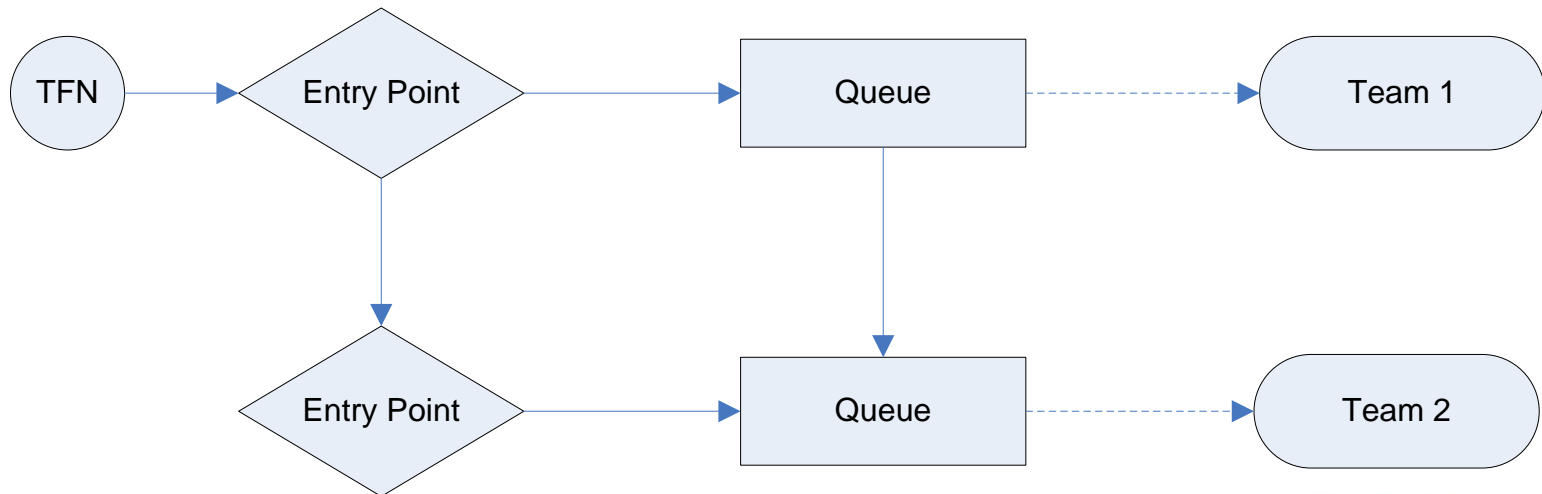 TFN
Entry Point
Queue
Team 1
Entry Point
Queue
Team 2